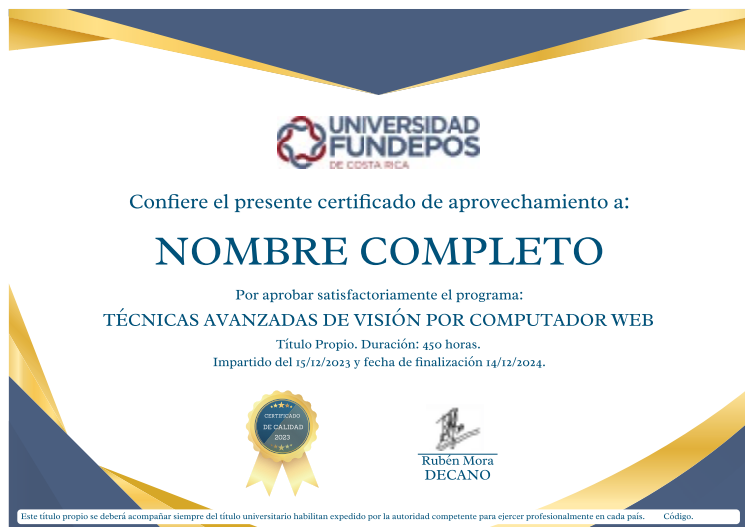 UNIVERSIDAD
FUNDEPOS
DE COSTA RICA
Confiere el presente certificado de aprovechamiento a:
NOMBRE COMPLETO
Por aprobar satisfactoriamente el programa:
TÉCNICAS AVANZADAS DE VISIÓN POR COMPUTADOR WEB
Título Propio. Duración: 450 horas.
Impartido del 15/12/2023 y fecha de finalización 14/12/2024.
CERTIFICADO
DE CALIDAD
2023
Rubén Mora
DECANO
Este título propio se deberá acompañar siempre del título universitario habilitan expedido por la autoridad competente para ejercer profesionalmente en cada país. Código.